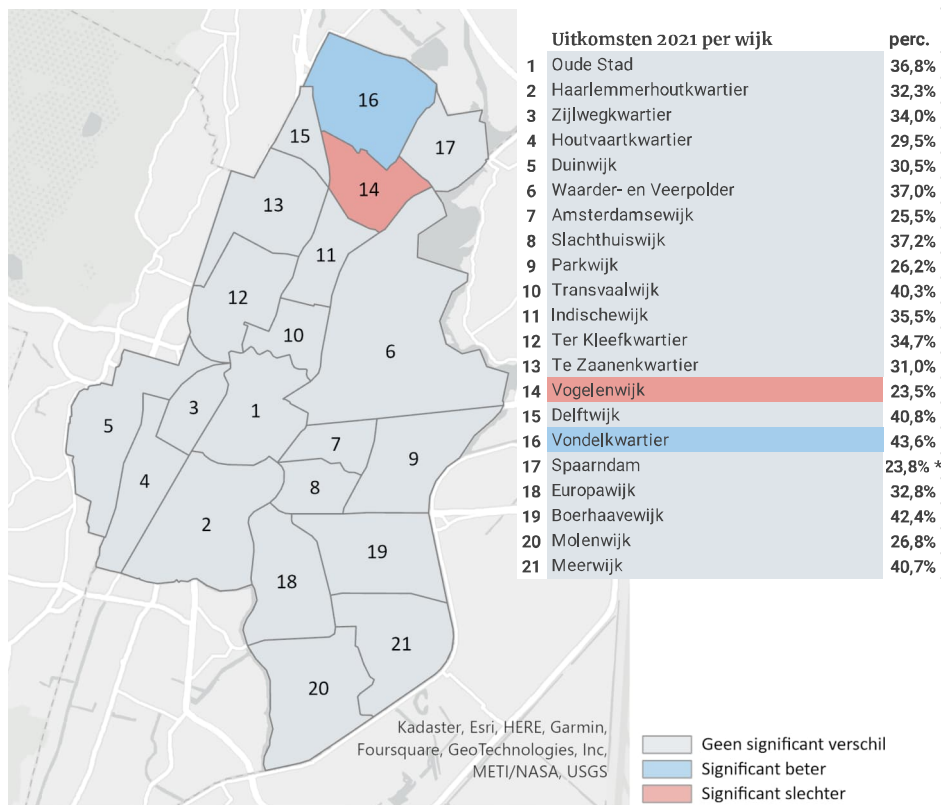 Uitkomsten 2021 per wijk perc.
1 Oude Stad 36,8%
2 Haarlemmerhoutkwartier 32,3%
3 Zijlwegkwartier 34,0%
4 Houtvaartkwartier 29,5%
5 Duinwijk 30,5%
6 Waarder- en Veerpolder 37,0%
7 Amsterdamsewijk 25,5%
8 Slachthuiswijk 37,2%
9 Parkwijk 26,2%
10 Transvaalwijk 40,3%
11 Indischewijk 35,5%
12 Ter Kleefkwartier 34,7%
13 Te Zaanenkwartier 31,0%
14 Vogelenwijk 23,5%
15 Delftwijk 40,8%
16 Vondelkwartier 43,6%
17 Spaarndam 23,8% *
18 Europawijk 32,8%
19 Boerhaavewijk 42,4%
20 Molenwijk 26,8%
21 Meerwijk 40,7%
16
15
17
14
13
11
12
10
6
3
1
5
7
9
4
8
2
19
18
21
20
Kadaster, Esri, HERE, Garmin,
Foursquare, GeoTechnologies, Inc,
METI/NASA, USGS
Geen significant verschil
Significant beter
Significant slechter